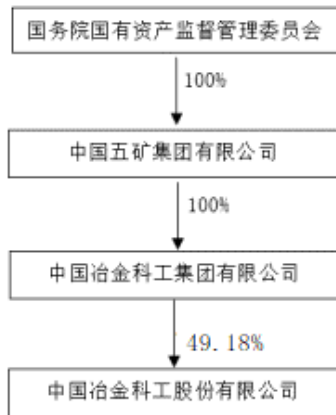 国务院国有资产监督管理委员会
100%
中国五矿集团有限公司
100%
中国冶金科工集团有限公司
49.18%
中国冶金科工股份有限公司